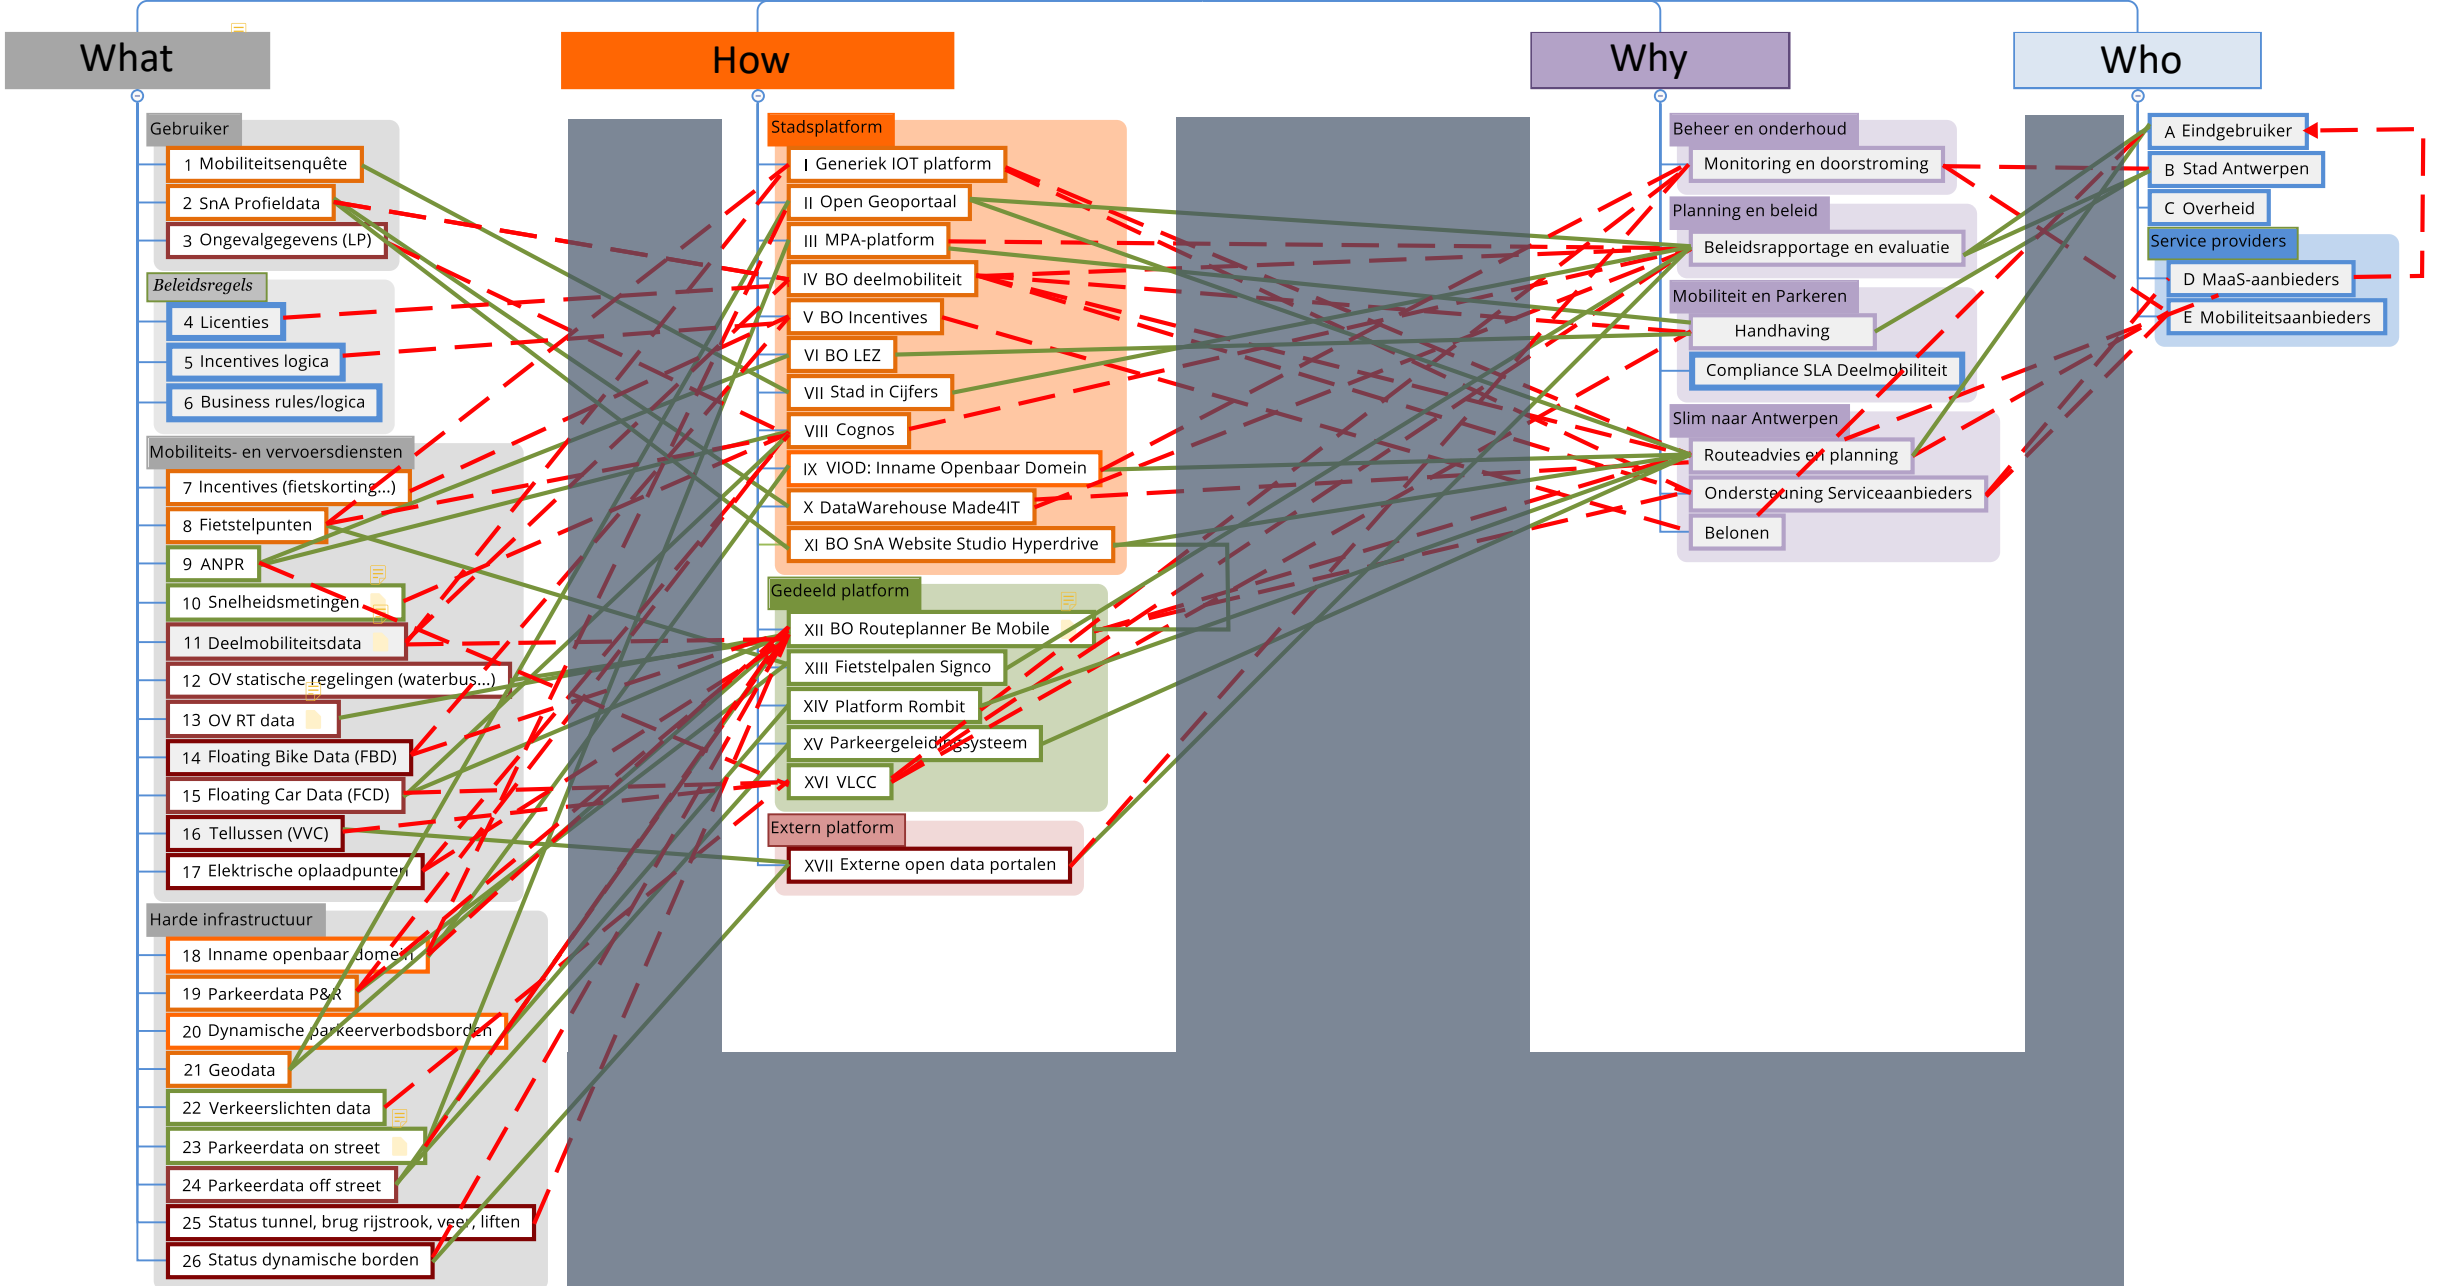 What
How
Why
Who
Gebruiker
1 Mobiliteitsenquête
2 SnA Profieldata
3 Ongevalgegevens (LP)
Beleidsregels
4 Licenties
5 Incentives logica
6 Business rules/logica
Mobiliteits- en vervoersdiensten
7 Incentives (fietskorting...)
8 Fietstelpunten
9 ANPR
10 Snelheidsmetingen
11 Deelmobiliteitsdata
12 OV statische regelingen (waterbus...)
13 OV RT data
14 Floating Bike Data (FBD)
15 Floating Car Data (FCD)
16 Tellussen (VVC)
17 Elektrische oplaadpunten
Harde infrastructuur
18 Inname openbaar domein
19 Parkeerdata P&R
20 Dynamische parkeerverbodsborden
21 Geodata
22 Verkeerslichten data
23 Parkeerdata on street
24 Parkeerdata off street
25 Status tunnel, brug rijstrook, veer, liften
26 Status dynamische borden
Stadsplatform
I Generiek IOT platform
II Open Geoportaal
III MPA-platform
IV BO deelmobiliteit
V BO Incentives
VI BO LEZ
VII Stad in Cijfers
VIII Cognos
IX VIOD: Inname Openbaar Domein
X DataWarehouse Made4IT
XI BO SnA Website Studio Hyperdrive
Gedeeld platform
XII BO Routeplanner Be Mobile
XIII Fietstelpalen Signco
XIV Platform Rombit
XV Parkeergeleidingsysteem
XVI VLCC
Extern platform
XVII Externe open data portalen
Beheer en onderhoud
Monitoring en doorstroming
Planning en beleid
Beleidsrapportage en evaluatie
Mobiliteit en Parkeren
Handhaving
Compliance SLA Deelmobiliteit
Slim naar Antwerpen
Routeadvies en planning
Ondersteuning Serviceaanbieders
Belonen
A Eindgebruiker
B Stad Antwerpen
C Overheid
Service providers
D MaaS-aanbieders
E Mobiliteitsaanbieders